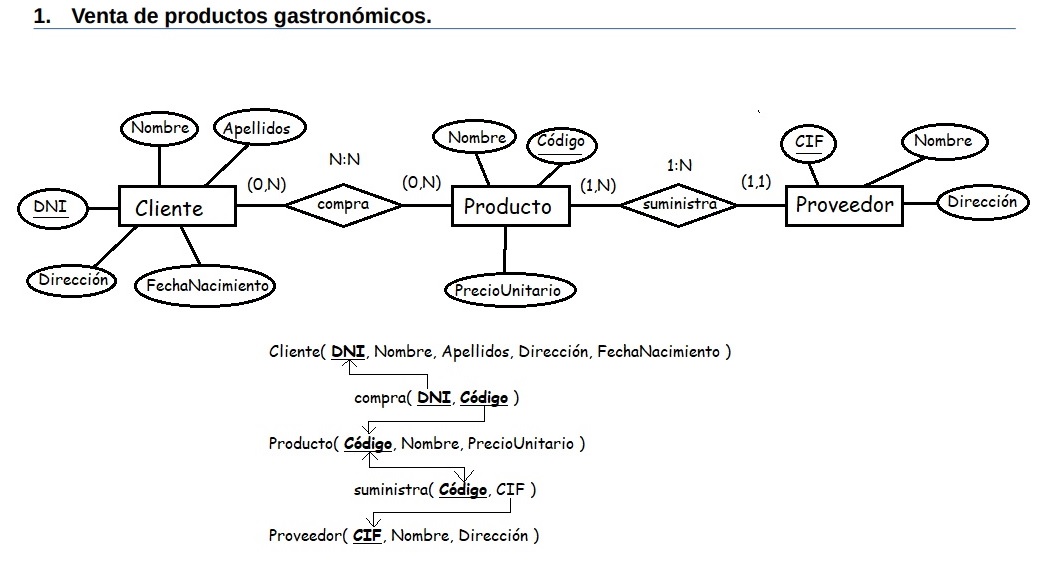 1. Venta de productos gastronómicos.
Nombre
Apellidos
DNI
Cliente
Dirección
FechaNacimiento
(0,N)
N:N
compra
(0,N)
Nombre
Código
Producto
PrecioUnitario
(1,N)
1:N
suministra
(1,1)
CIF
Nombre
Proveedor
Dirección
Cliente( DNI, Nombre, Apellidos, Dirección, FechaNacimiento )
compra( DNI, Código )
Producto( Código, Nombre, PrecioUnitario )
suministra( Código, CIF )
Proveedor( CIF, Nombre, Dirección )